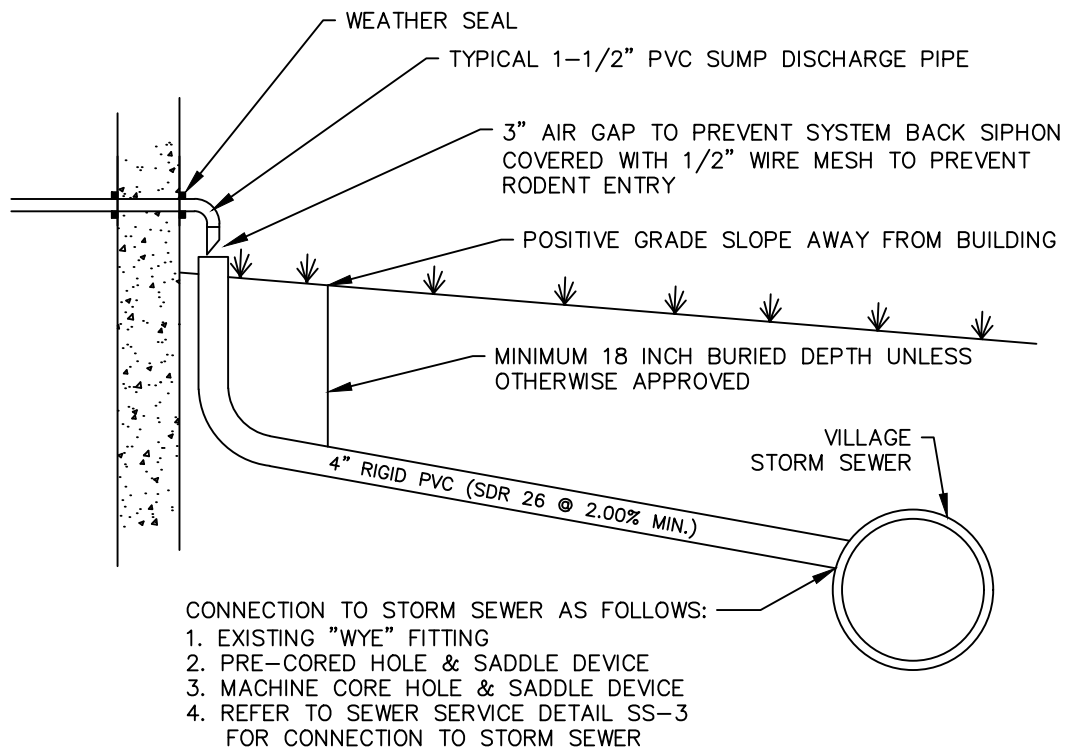 WEATHER SEAL
TYPICAL 1-1/2" PVC SUMP DISCHARGE PIPE
3" AIR GAP TO PREVENT SYSTEM BACK SIPHON
COVERED WITH 1/2" WIRE MESH TO PREVENT
RODENT ENTRY
POSITIVE GRADE SLOPE AWAY FROM BUILDING
MINIMUM 18 INCH BURIED DEPTH UNLESS
OTHERWISE APPROVED
VILLAGE
STORM SEWER
4" RIGID PVC (SDR 26 @ 2.00% MIN.)
CONNECTION TO STORM SEWER AS FOLLOWS:
1. EXISTING "WYE" FITTING
2. PRE-CORED HOLE & SADDLE DEVICE
3. MACHINE CORE HOLE & SADDLE DEVICE
4. REFER TO SEWER SERVICE DETAIL SS-3
FOR CONNECTION TO STORM SEWER